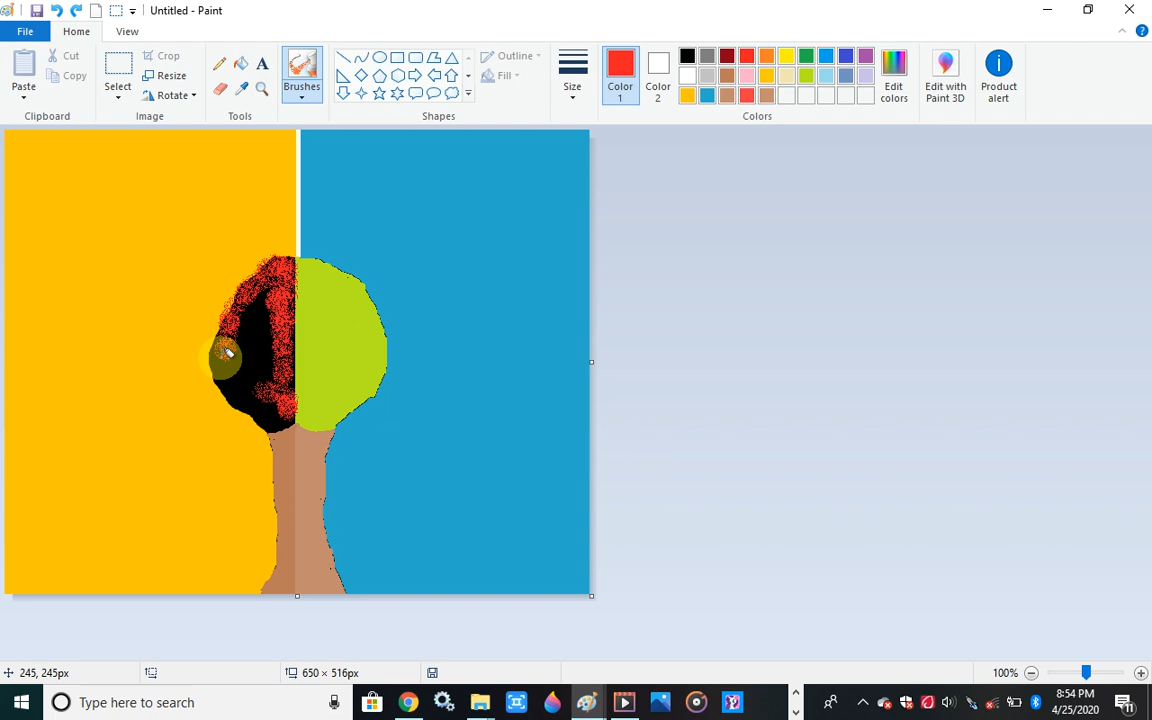 Untitled - Paint
File Home View
Paste
Cut
Copy
Clipboard
Select
Crop
Resize
Rotate
Image
Tools
Brushes
Shapes
Outline
Fill
Size
Color 1
Color 2
Edit colors
Colors
Edit with Paint 3D
Product alert
245, 245px
650 × 516px
100%
Type here to search
8:54 PM
4/25/2020
11